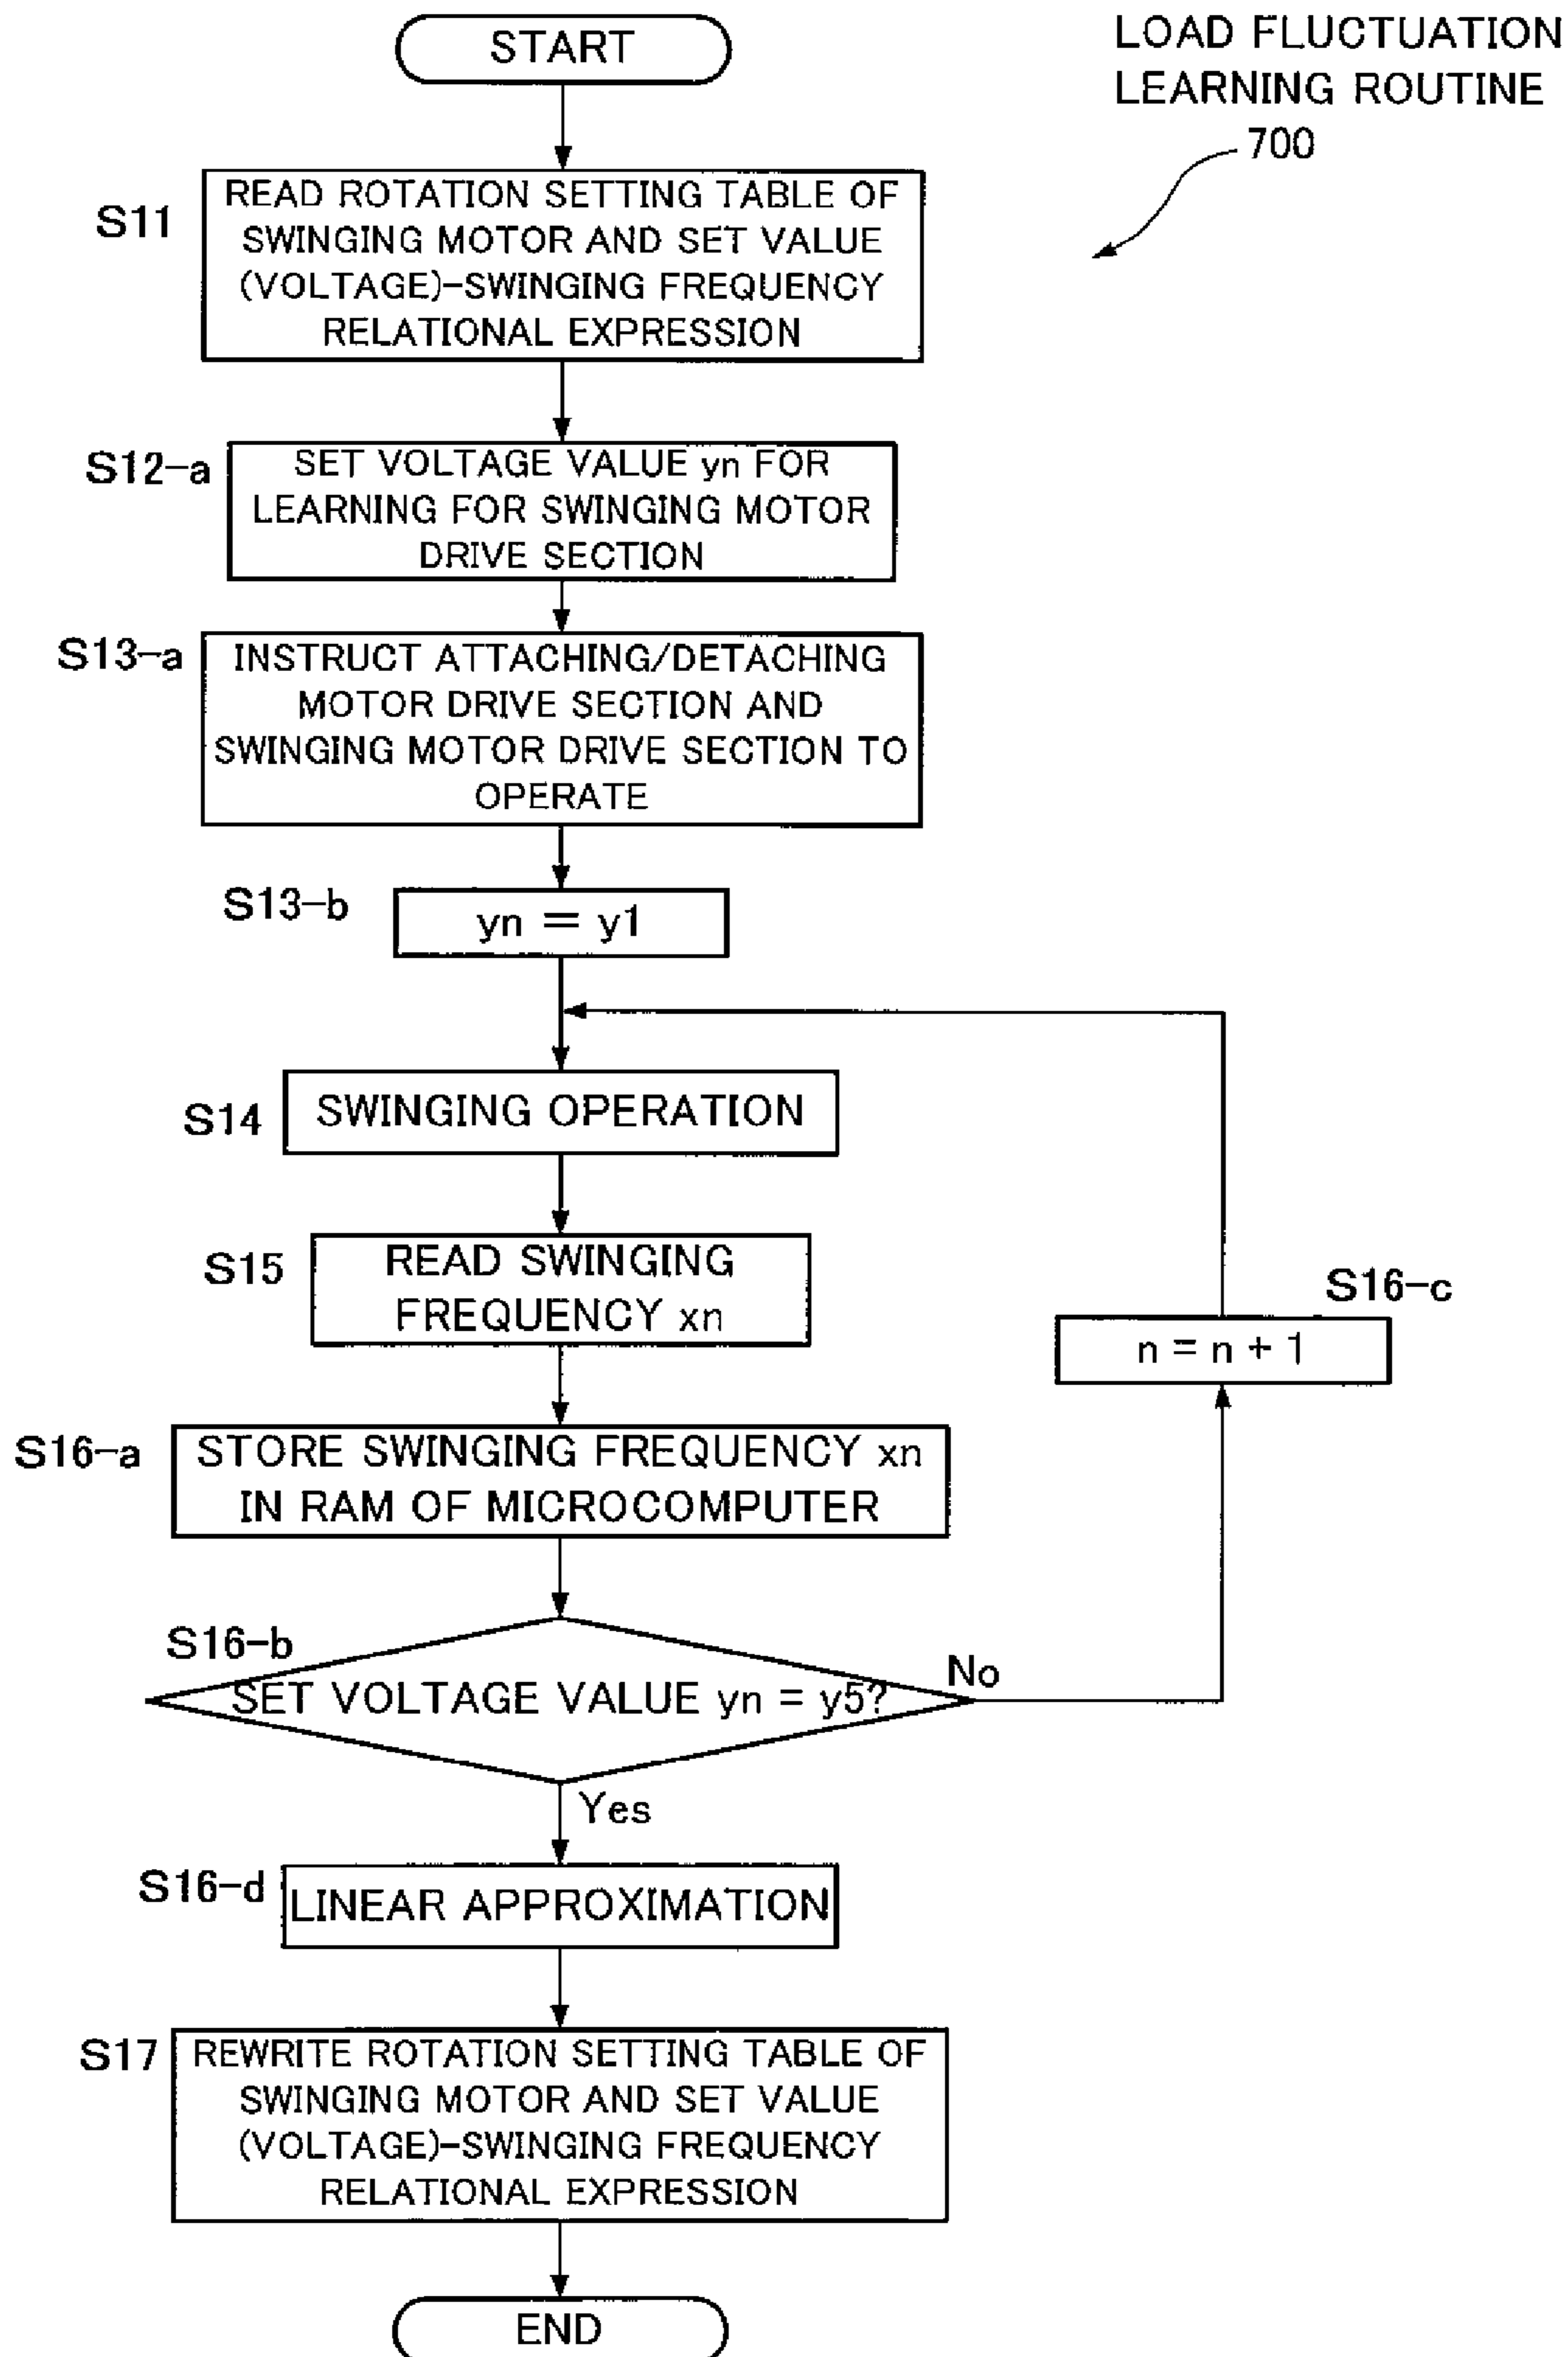 START
LOAD FLUCTUATION
LEARNING ROUTINE
700
S11
READ ROTATION SETTING TABLE OF
SWINGING MOTOR AND SET VALUE
(VOLTAGE)-SWINGING FREQUENCY
RELATIONAL EXPRESSION
S12-a
SET VOLTAGE VALUE yn FOR
LEARNING FOR SWINGING MOTOR
DRIVE SECTION
S13-a
INSTRUCT ATTACHING/DETACHING
MOTOR DRIVE SECTION AND
SWINGING MOTOR DRIVE SECTION TO
OPERATE
S13-b
yn = y1
S14
SWINGING OPERATION
S15
READ SWINGING
FREQUENCY xn
S16-c
n = n + 1
S16-a
STORE SWINGING FREQUENCY xn
IN RAM OF MICROCOMPUTER
S16-b
SET VOLTAGE VALUE yn = y5?
No
Yes
S16-d
LINEAR APPROXIMATION
S17
REWRITE ROTATION SETTING TABLE OF
SWINGING MOTOR AND SET VALUE
(VOLTAGE)-SWINGING FREQUENCY
RELATIONAL EXPRESSION
END